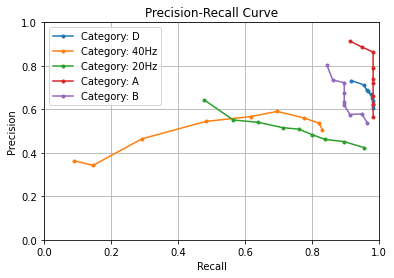 Precision-Recall Curve
1.0
0.8
0.6
0.4
0.2
0.0
Precision
Category: D
Category: 40Hz
Category: 20Hz
Category: A
Category: B
0.0 0.2 0.4 0.6 0.8 1.0
Recall